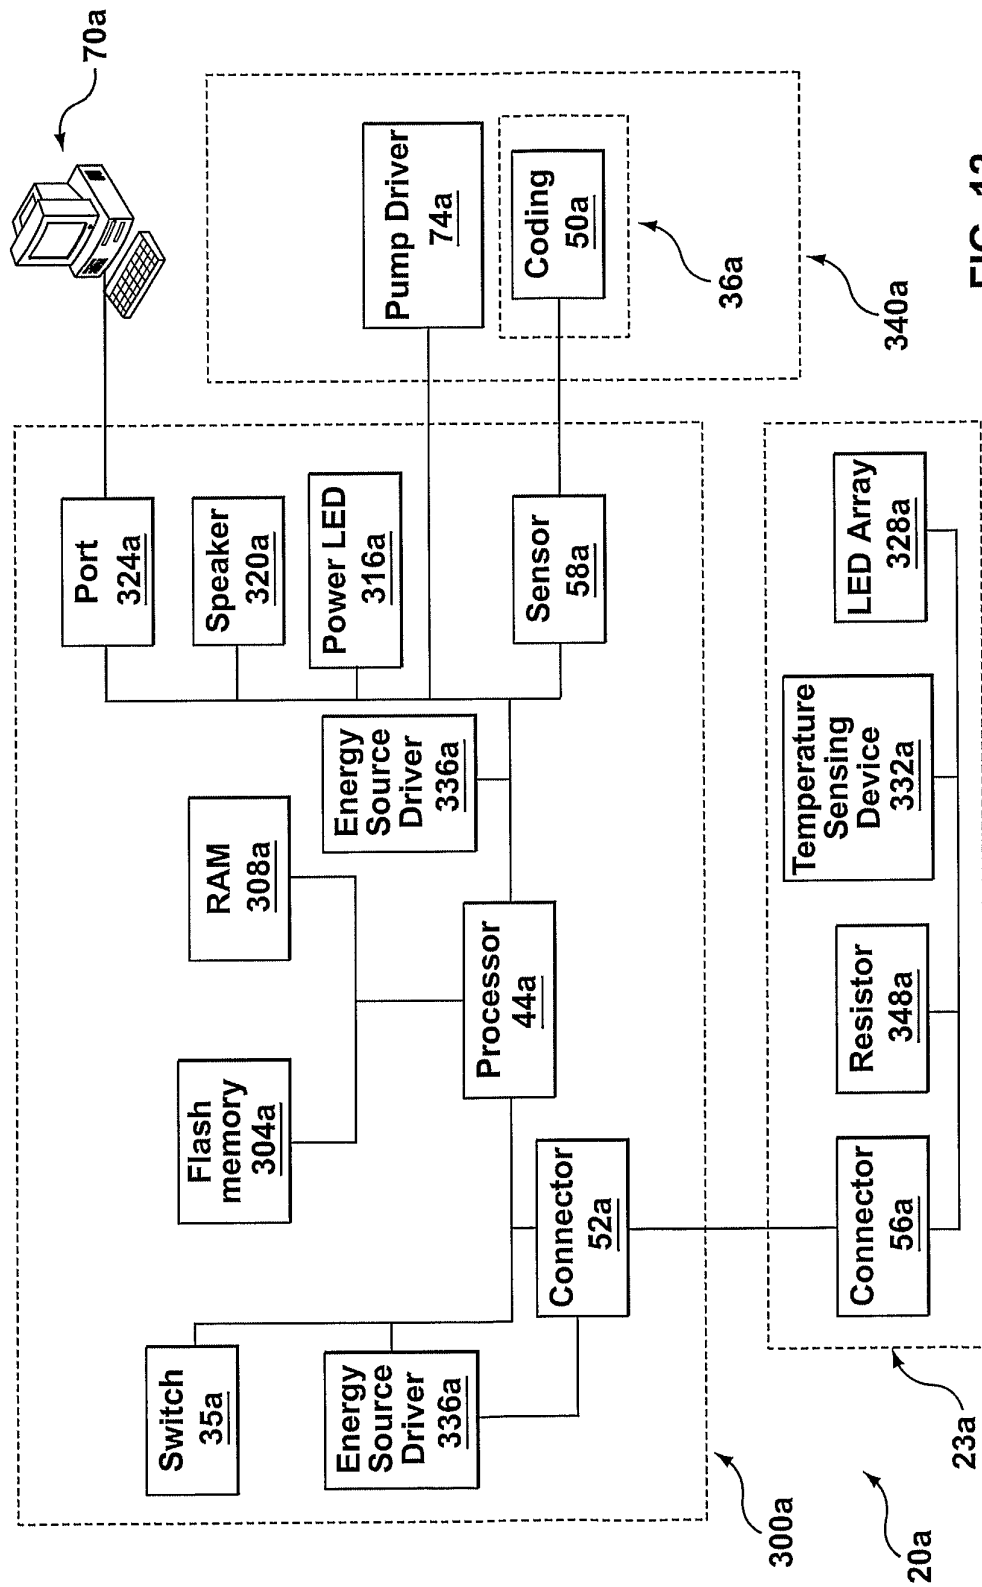 70a
Port
324a
Switch
35a
Flash
memory
304a
RAM
308a
Speaker
320a
Energy
Source
Driver
336a
Energy
Source
Driver
336a
Power LED
316a
Pump Driver
74a
Processor
44a
Connector
52a
Sensor
58a
Coding
50a
36a
300a
340a
Connector
56a
Resistor
348a
Temperature
Sensing
Device
332a
LED Array
328a
20a
23a
FIG